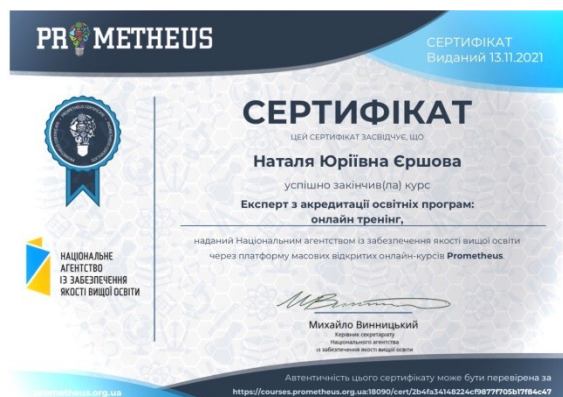 PROMETHEUS
СЕРТИФІКАТ
Виданий 13.11.2021
СЕРТИФІКАТ
ЦЕЙ СЕРТИФІКАТ ЗАСВІДЧУЄ, ЩО
Наталя Юріївна Єршова
успішно закінчив(ла) курс
Експерт з акредитації освітніх програм:
онлайн тренінг,
наданий Національним агентством із забезпечення якості вищої освіти
через платформу масових відкритих онлайн-курсів Prometheus.
НАЦІОНАЛЬНЕ
АГЕНТСТВО
ІЗ ЗАБЕЗПЕЧЕННЯ
ЯКОСТІ ВИЩОЇ ОСВІТИ
Михайло Винницький
Керівник секретаріату
Національного агентства
із забезпечення якості вищої освіти
Автентичність цього сертифікату може бути перевірена за
prometheus.org.ua
https://courses.prometheus.org.ua:18090/cert/2b4fa34148224cf9877f705b17f84c47